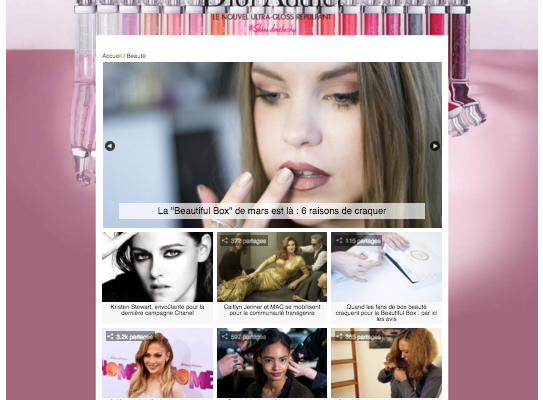 Dior Addict
LE NOUVEL ULTRA-GLOSS REPULPANT
Accueil / Beauté
La "Beautiful Box" de mars est là : 6 raisons de craquer
372 partages
115 partages
Kristen Stewart, envoûtante pour la
dernière campagne Chanel
Caitlyn Jenner et MAC se mobilisent
pour la communauté transgenre
Quand les fans de box beauté
craquent pour la Beautiful Box : par ici
les avis
3.2k partages
597 partages
365 partages